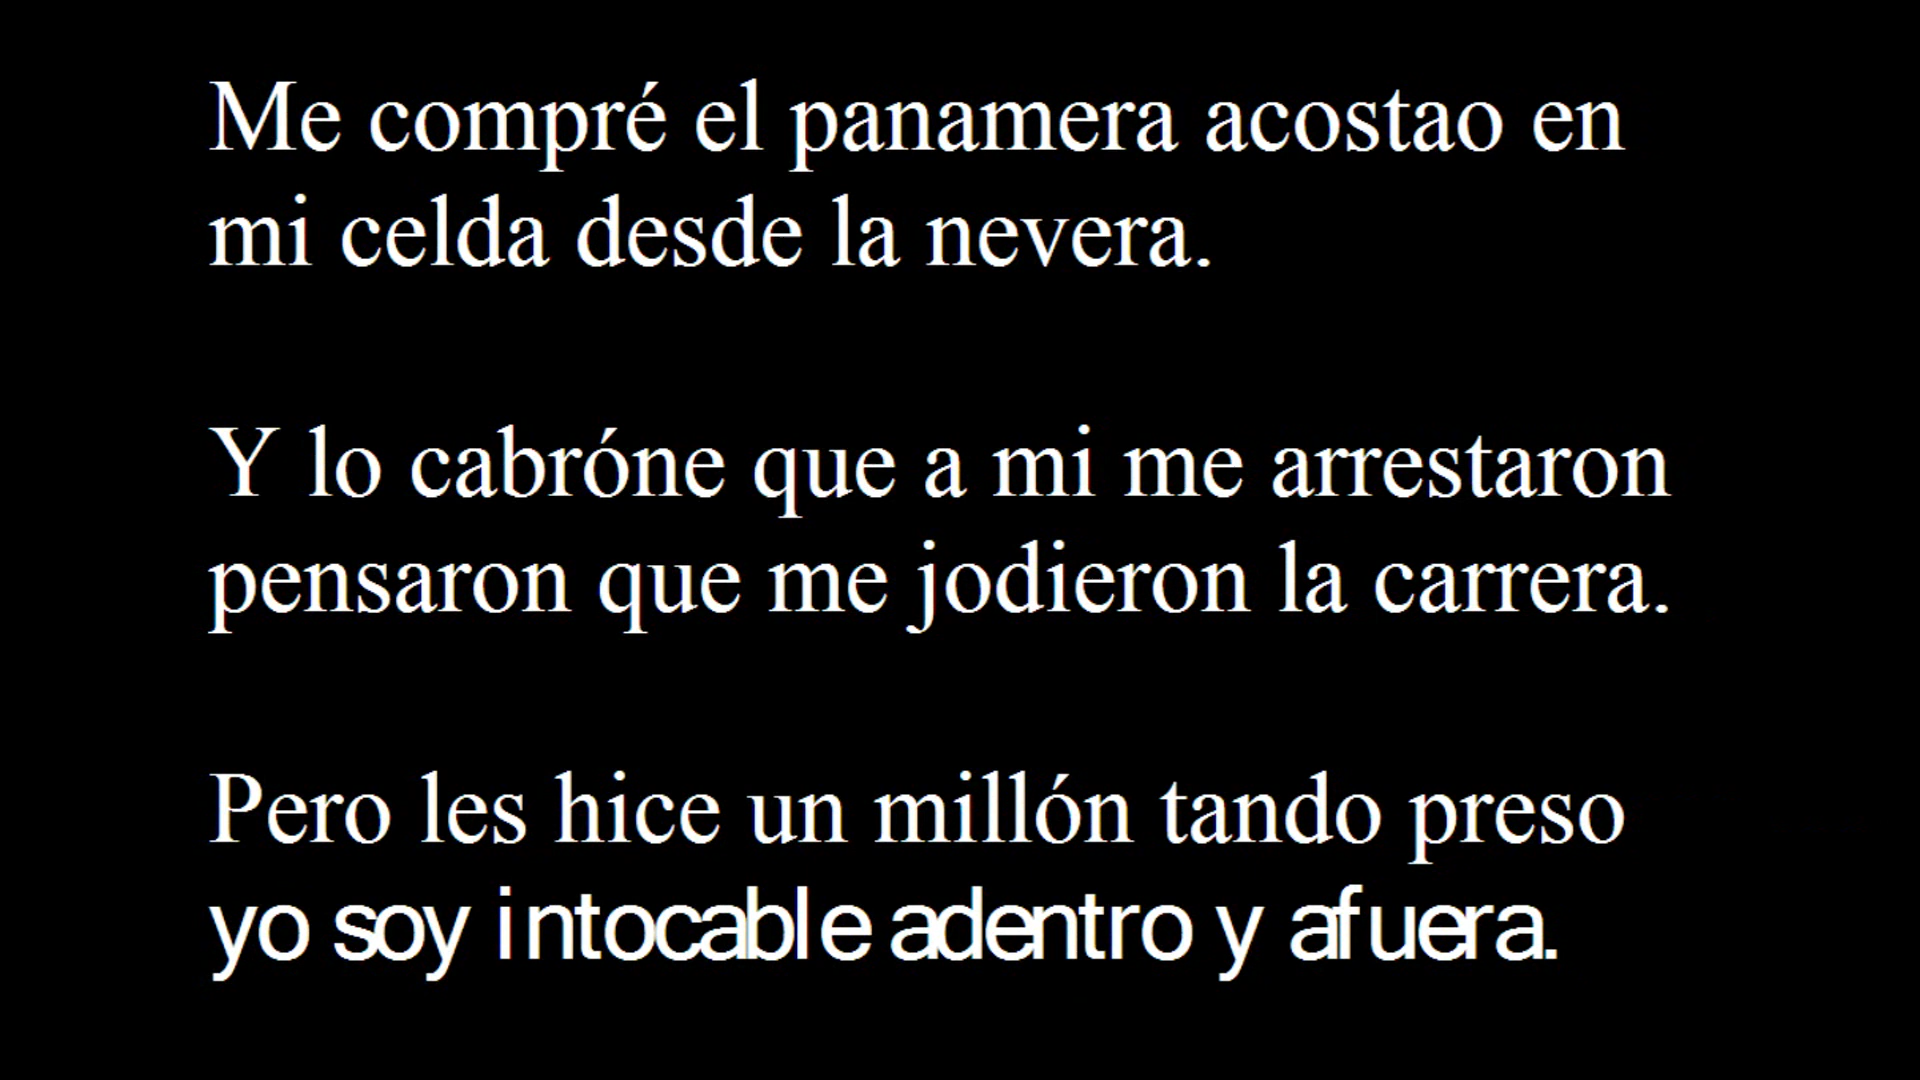 Me compré el panamera acostao en
mi celda desde la nevera.
Y lo cabróne que a mi me arrestaron
pensaron que me jodieron la carrera.
Pero les hice un millón tando preso
yo soy intocable adentro y afuera.